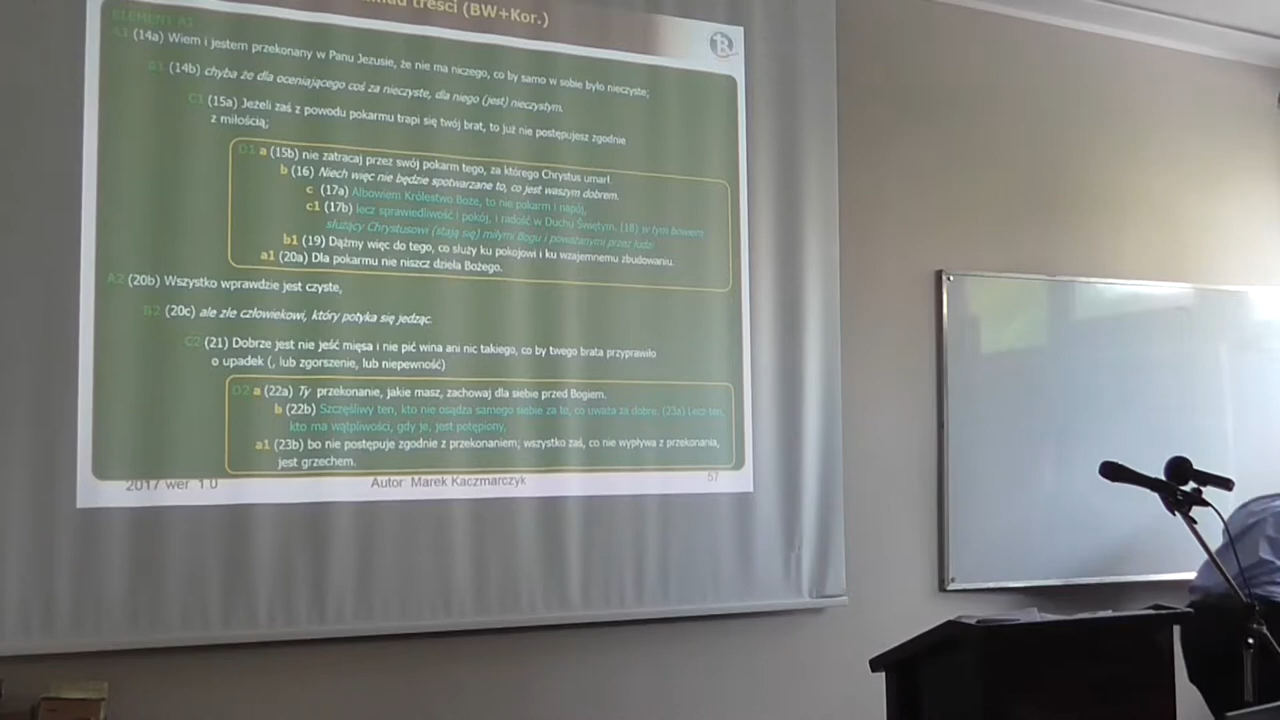 treści (BW+Kor.)
ELEMENT A1
A1 (14a) Wiem i jestem przekonany w Panu Jezusie, że nie ma niczego, co by samo w sobie było nieczyste;
B1 (14b) chyba że dla oceniającego coś za nieczyste, dla niego (jest) nieczystym.
C1 (15a) Jeżeli zaś z powodu pokarmu trapi się twój brat, to już nie postępujesz zgodnie
z miłością;
D1 a (15b) nie zatracaj przez swój pokarm tego, za którego Chrystus umarł.
b (16) Niech więc nie będzie spotwarzane to, co jest waszym dobrem.
c (17a) Albowiem Królestwo Boże, to nie pokarm i napój,
c1 (17b) lecz sprawiedliwość i pokój, i radość w Duchu Świętym. (18) w tym bowiem
służący Chrystusowi (stają się) miłymi Bogu i poważanymi przez ludzi
b1 (19) Dążmy więc do tego, co służy ku pokojowi i ku wzajemnemu zbudowaniu.
a1 (20a) Dla pokarmu nie niszcz dzieła Bożego.
A2 (20b) Wszystko wprawdzie jest czyste,
B2 (20c) ale złe człowiekowi, który potyka się jedząc.
C2 (21) Dobrze jest nie jeść mięsa i nie pić wina ani nic takiego, co by twego brata przyprawiło
o upadek (, lub zgorszenie, lub niepewność)
D2 a (22a) Ty przekonanie, jakie masz, zachowaj dla siebie przed Bogiem.
b (22b) Szczęśliwy ten, kto nie osądza samego siebie za to, co uważa za dobre. (23a) Lecz ten,
kto ma wątpliwości, gdy je, jest potępiony,
a1 (23b) bo nie postępuje zgodnie z przekonaniem; wszystko zaś, co nie wypływa z przekonania,
jest grzechem.
2017 wer. 1.0 Autor: Marek Kaczmarczyk 57